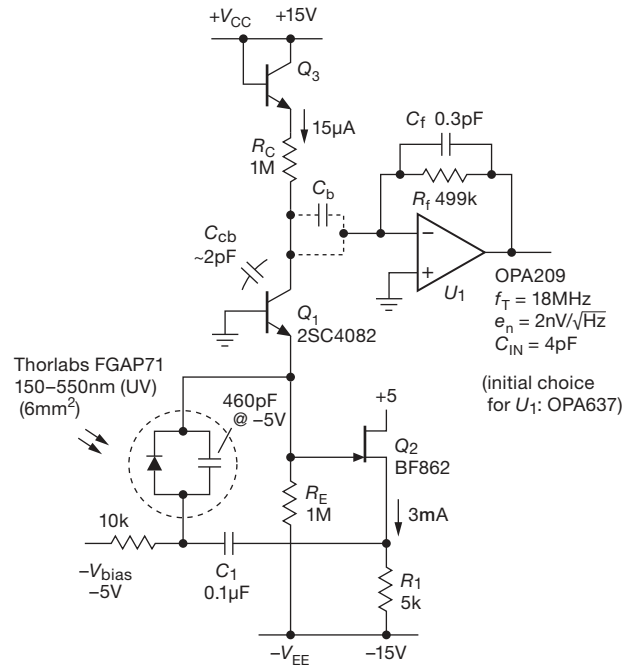 +VCC
+15V
Q3
15µA
RC
1M
Cb
Cf 0.3pF
Rf 499k
Ccb
~2pF
Q1
2SC4082
−
+
U1
OPA209
fT = 18MHz
en = 2nV/√Hz
CIN = 4pF
(initial choice
for U1: OPA637)
Thorlabs FGAP71
150–550nm (UV)
(6mm²)
460pF
@ –5V
+5
Q2
BF862
RE
1M
3mA
10k
–Vbias
–5V
C1
0.1µF
R1
5k
–VEE
–15V